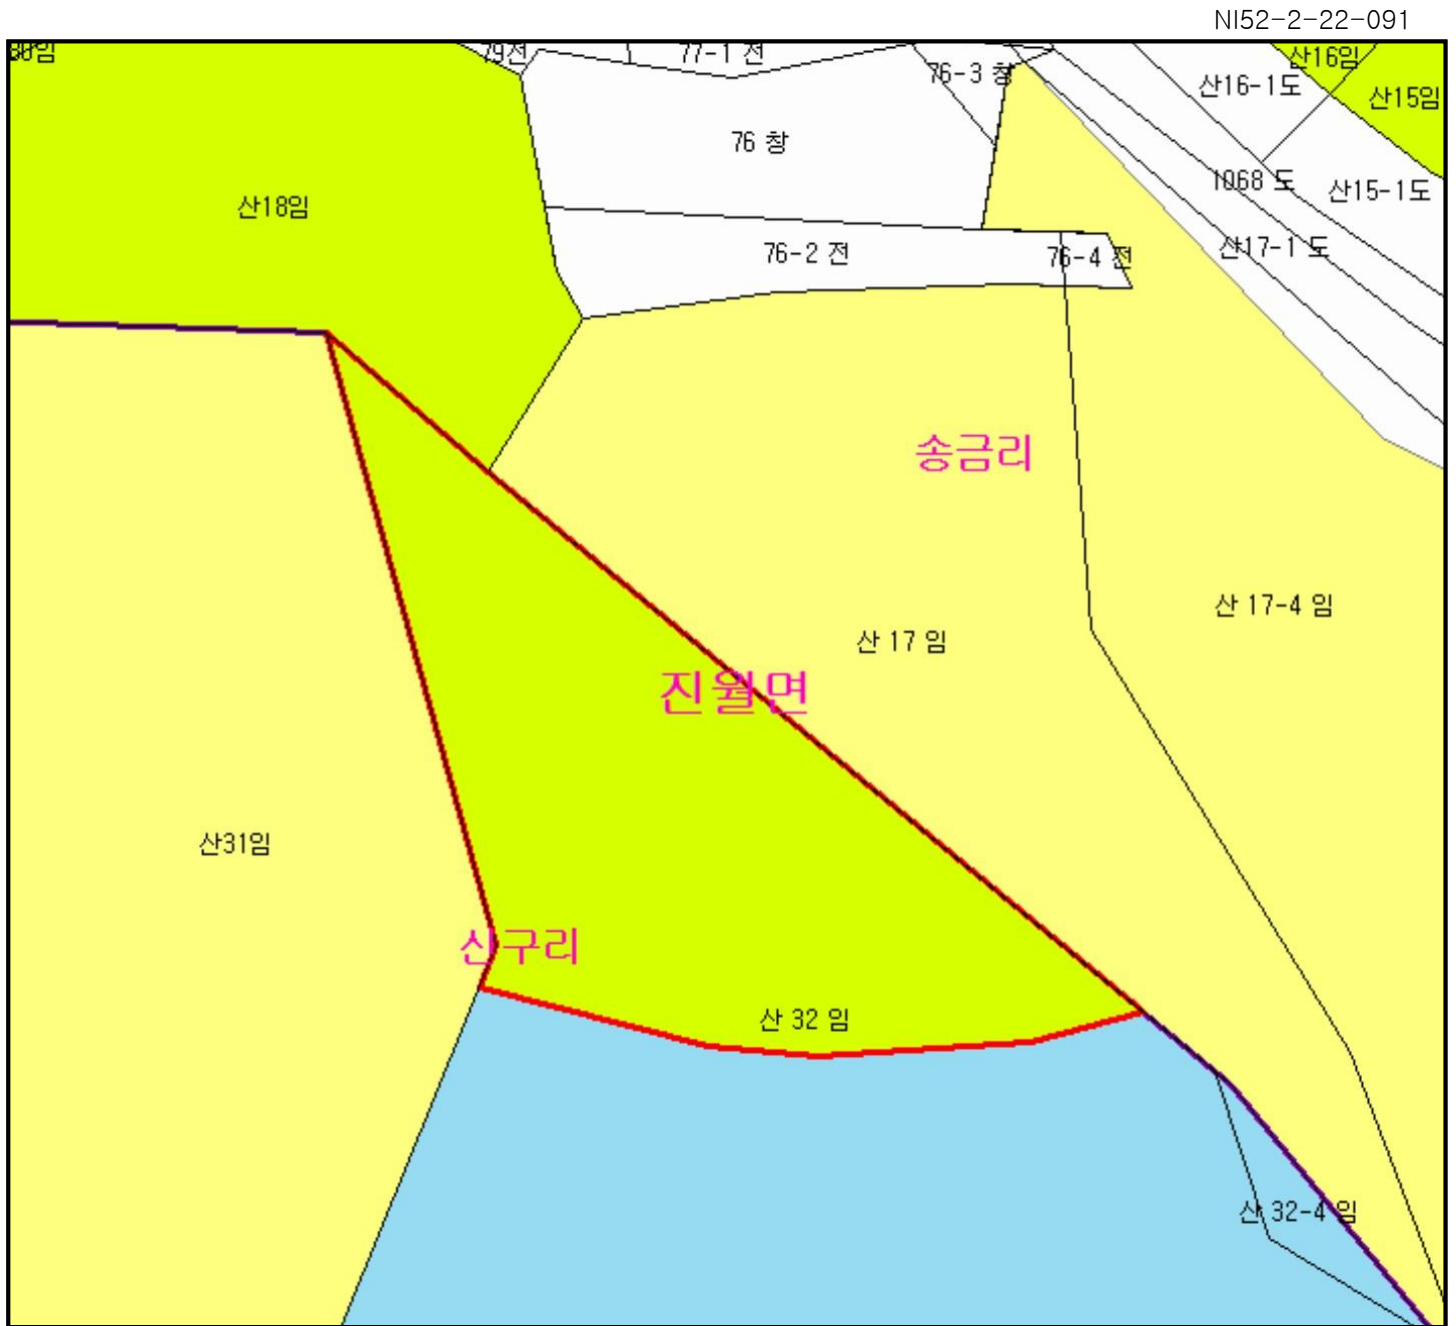 NI52-2-22-091
80임
79전
77-1 전
76-3 창
산16임
산16-1도
산15임
76 창
1068 도
산15-1도
산18임
76-2 전
76-4 전
산17-1 도
송금리
산 17-4 임
산 17 임
진월면
산31임
신구리
산 32 임
산 32-4 임